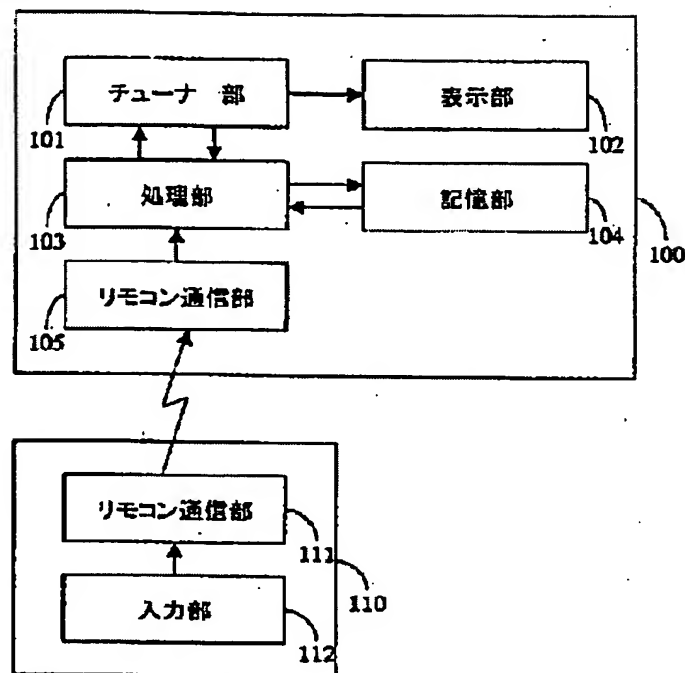 チューナ 部
表示部
101
102
処理部
記憶部
103
104
100
リモコン通信部
105
リモコン通信部
111
110
入力部
112